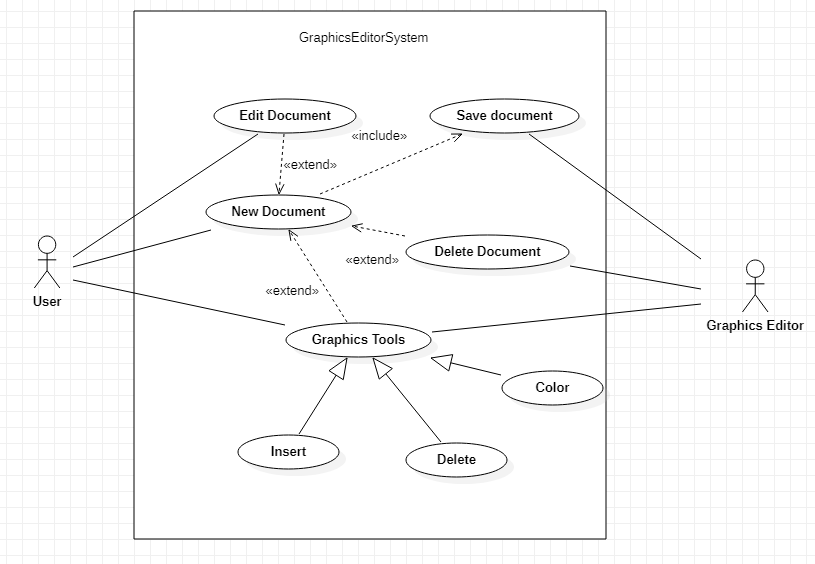 GraphicsEditorSystem
Edit Document
Save document
«include»
«extend»
New Document
Delete Document
«extend»
«extend»
User
Graphics Editor
Graphics Tools
Color
Insert
Delete